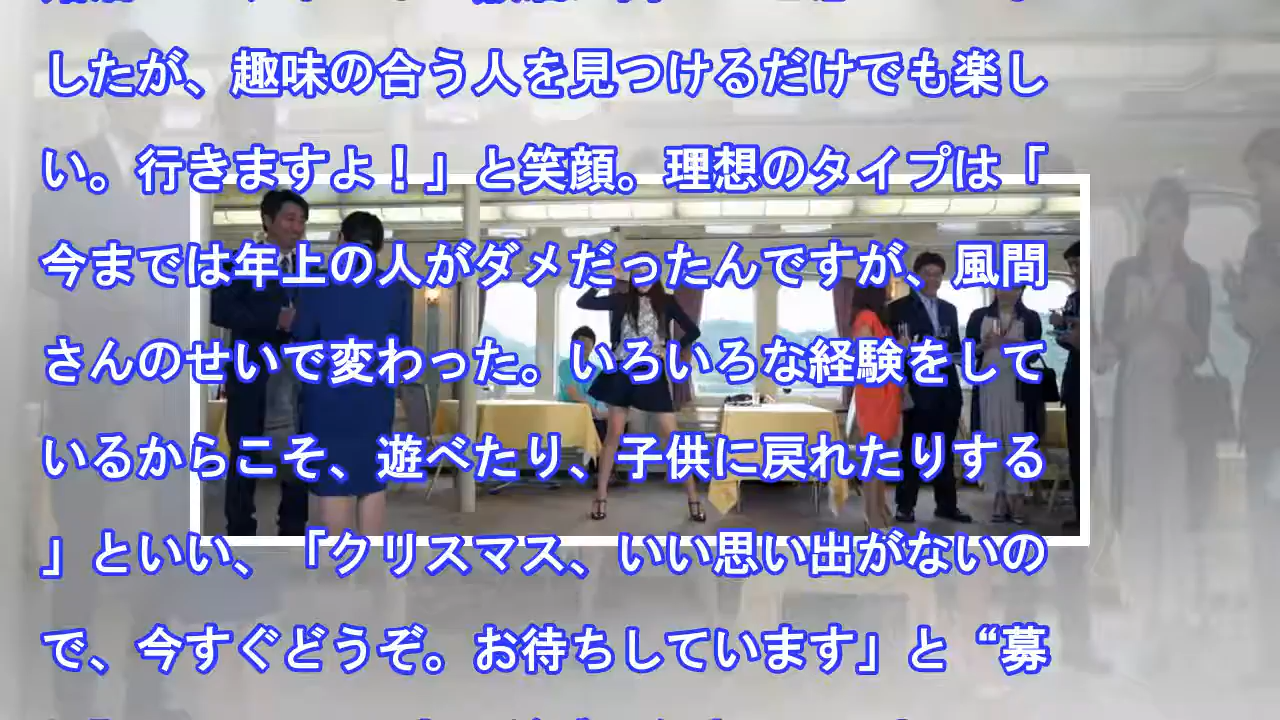 したが、趣味の合う人を見つけるだけでも楽し
い。行きますよ！」と笑顔。理想のタイプは「
今までは年上の人がダメだったんですが、風間
さんのせいで変わった。いろいろな経験をして
いるからこそ、遊べたり、子供に戻れたりする
」といい、「クリスマス、いい思い出がないの
で、今すぐどうぞ。お待ちしています」と“募